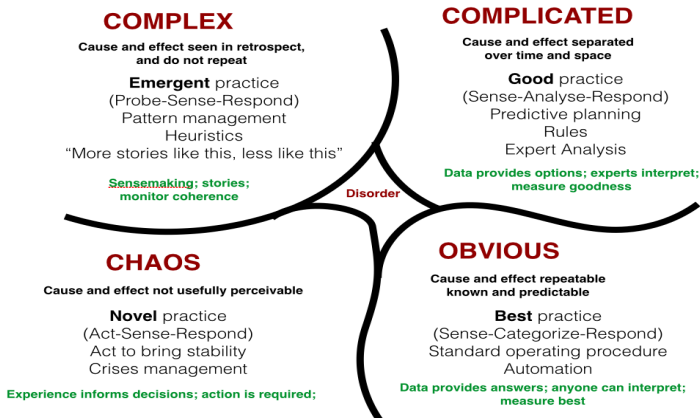 COMPLEX
Cause and effect seen in retrospect,
and do not repeat
Emergent practice
(Probe-Sense-Respond)
Pattern management
Heuristics
“More stories like this, less like this”
Sensemaking; stories;
monitor coherence
COMPLICATED
Cause and effect separated
over time and space
Good practice
(Sense-Analyse-Respond)
Predictive planning
Rules
Expert Analysis
Data provides options; experts interpret;
measure goodness
Disorder
CHAOS
Cause and effect not usefully perceivable
Novel practice
(Act-Sense-Respond)
Act to bring stability
Crises management
Experience informs decisions; action is required;
OBVIOUS
Cause and effect repeatable
known and predictable
Best practice
(Sense-Categorize-Respond)
Standard operating procedure
Automation
Data provides answers; anyone can interpret;
measure best